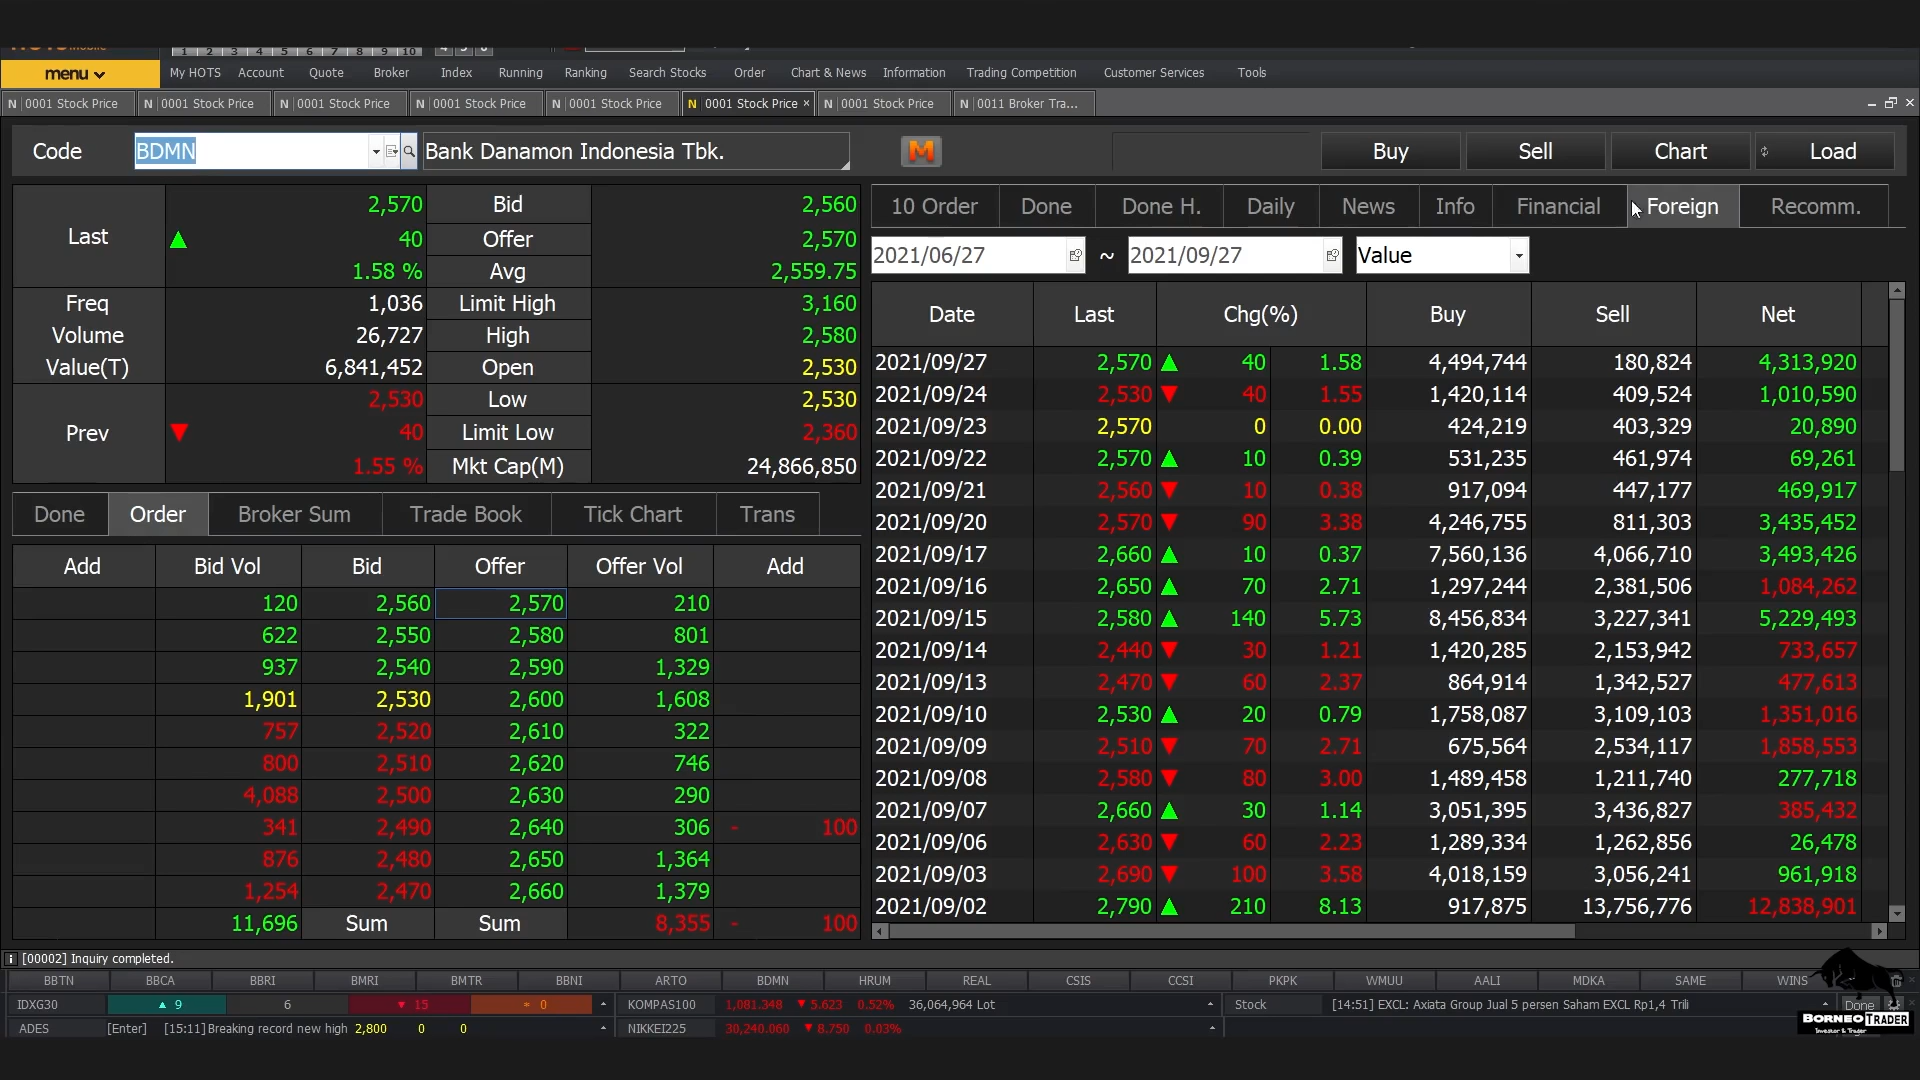 1 2 3 4 5 6 7 8 9 10
menu My HOTS Account Quote Broker Index Running Ranking Search Stocks Order Chart & News Information Trading Competition Customer Services Tools
N 0001 Stock Price N 0001 Stock Price N 0001 Stock Price N 0001 Stock Price N 0001 Stock Price N 0001 Stock Price × N 0001 Stock Price N 0011 Broker Tra...
Code BDMN Bank Danamon Indonesia Tbk. Buy Sell Chart Load
Last 2,570 Bid 2,560
▲ 40 Offer 2,570
1.58 % Avg 2,559.75
Freq 1,036 Limit High 3,160
Volume 26,727 High 2,580
Value(T) 6,841,452 Open 2,530
Prev 2,530 Low 2,530
▼ 40 Limit Low 2,360
1.55 % Mkt Cap(M) 24,866,850
Done Order Broker Sum Trade Book Tick Chart Trans
Add Bid Vol Bid Offer Offer Vol Add
120 2,560 2,570 210
622 2,550 2,580 801
937 2,540 2,590 1,329
1,901 2,530 2,600 1,608
757 2,520 2,610 322
800 2,510 2,620 746
4,088 2,500 2,630 290
341 2,490 2,640 306 - 100
876 2,480 2,650 1,364
1,254 2,470 2,660 1,379
11,696 Sum Sum 8,355 - 100
10 Order Done Done H. Daily News Info Financial Foreign Recomm.
2021/06/27 ~ 2021/09/27 Value
Date Last Chg(%) Buy Sell Net
2021/09/27 2,570 ▲ 40 1.58 4,494,744 180,824 4,313,920
2021/09/24 2,530 ▼ 40 1.55 1,420,114 409,524 1,010,590
2021/09/23 2,570 0 0.00 424,219 403,329 20,890
2021/09/22 2,570 ▲ 10 0.39 531,235 461,974 69,261
2021/09/21 2,560 ▼ 10 0.38 917,094 447,177 469,917
2021/09/20 2,570 ▼ 90 3.38 4,246,755 811,303 3,435,452
2021/09/17 2,660 ▲ 10 0.37 7,560,136 4,066,710 3,493,426
2021/09/16 2,650 ▲ 70 2.71 1,297,244 2,381,506 1,084,262
2021/09/15 2,580 ▲ 140 5.73 8,456,834 3,227,341 5,229,493
2021/09/14 2,440 ▼ 30 1.21 1,420,285 2,153,942 733,657
2021/09/13 2,470 ▼ 60 2.37 864,914 1,342,527 477,613
2021/09/10 2,530 ▲ 20 0.79 1,758,087 3,109,103 1,351,016
2021/09/09 2,510 ▼ 70 2.71 675,564 2,534,117 1,858,553
2021/09/08 2,580 ▼ 80 3.00 1,489,458 1,211,740 277,718
2021/09/07 2,660 ▲ 30 1.14 3,051,395 3,436,827 385,432
2021/09/06 2,630 ▼ 60 2.23 1,289,334 1,262,856 26,478
2021/09/03 2,690 ▼ 100 3.58 4,018,159 3,056,241 961,918
2021/09/02 2,790 ▲ 210 8.13 917,875 13,756,776 12,838,901
[00002] Inquiry completed.
BBTN BBCA BBRI BMRI BMTR BBNI ARTO BDMN HRUM REAL CSIS CCSI PKPK WMUU AALI MDKA SAME WINS
IDXG30 ▲ 9 6 ▼ 15 * 0 KOMPAS100 1,081.348 ▼ 5.623 0.52% 36,064,964 Lot Stock [14:51] EXCL: Axiata Group Jual 5 persen Saham EXCL Rp1,4 Trili Done
ADES [Enter] [15:11]Breaking record new high 2,800 0 0 NIKKEI225 30,240.060 ▼ 8.750 0.03%
BORNEO TRADER
Investor & Trader